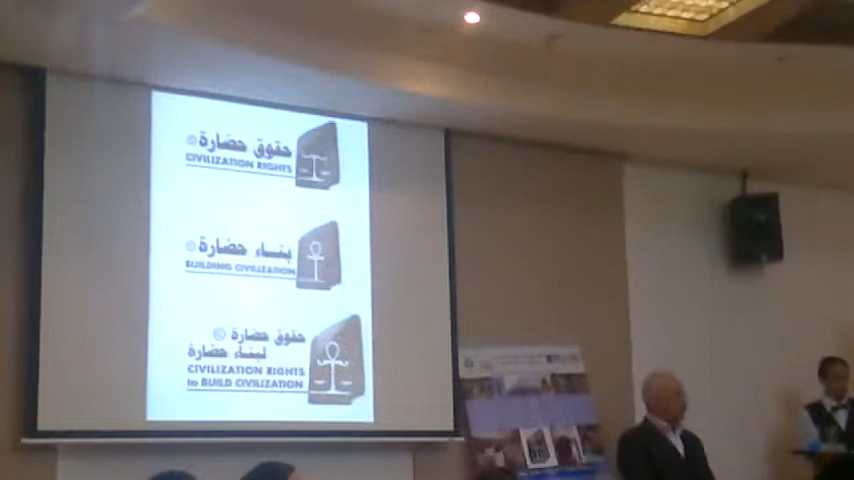 حقوق حضارة ©
CIVILIZATION RIGHTS
بناء حضارة ©
BUILDING CIVILIZATION
حقوق حضارة ©
لبناء حضارة
CIVILIZATION RIGHTS
to BUILD CIVILIZATION